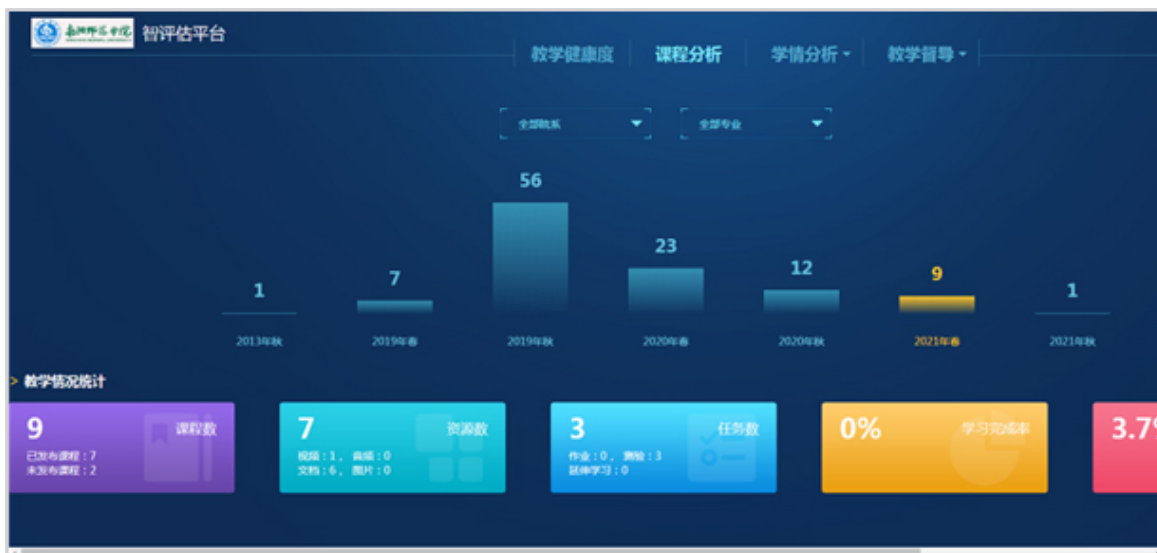 智评估平台
教学健康度 课程分析 学情分析 教学督导
全部院系 全部专业
56
23
12
9
7
1
1
2013年秋 2019年春 2019年秋 2020年春 2020年秋 2021年春 2021年秋
> 教学情况统计
9 课程数
已发布课程：7
未发布课程：2
7 资源数
视频：1， 音频：0
文档：6， 图片：0
3 任务数
作业：0， 测验：3
延伸学习：0
0% 学习完成率
3.7%